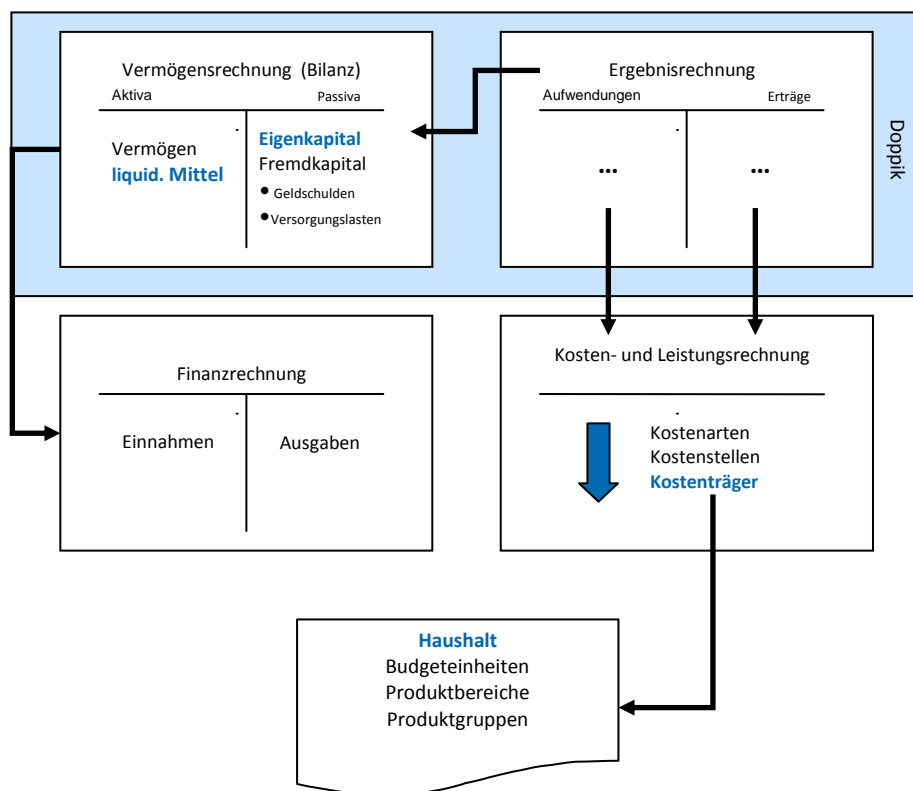 Vermögensrechnung (Bilanz)
Aktiva Passiva
Vermögen
liquid. Mittel
Eigenkapital
Fremdkapital
• Geldschulden
• Versorgungslasten
Ergebnisrechnung
Aufwendungen Erträge
... ...
Doppik
Finanzrechnung
Einnahmen Ausgaben
Kosten- und Leistungsrechnung
Kostenarten
Kostenstellen
Kostenträger
Haushalt
Budgeteinheiten
Produktbereiche
Produktgruppen